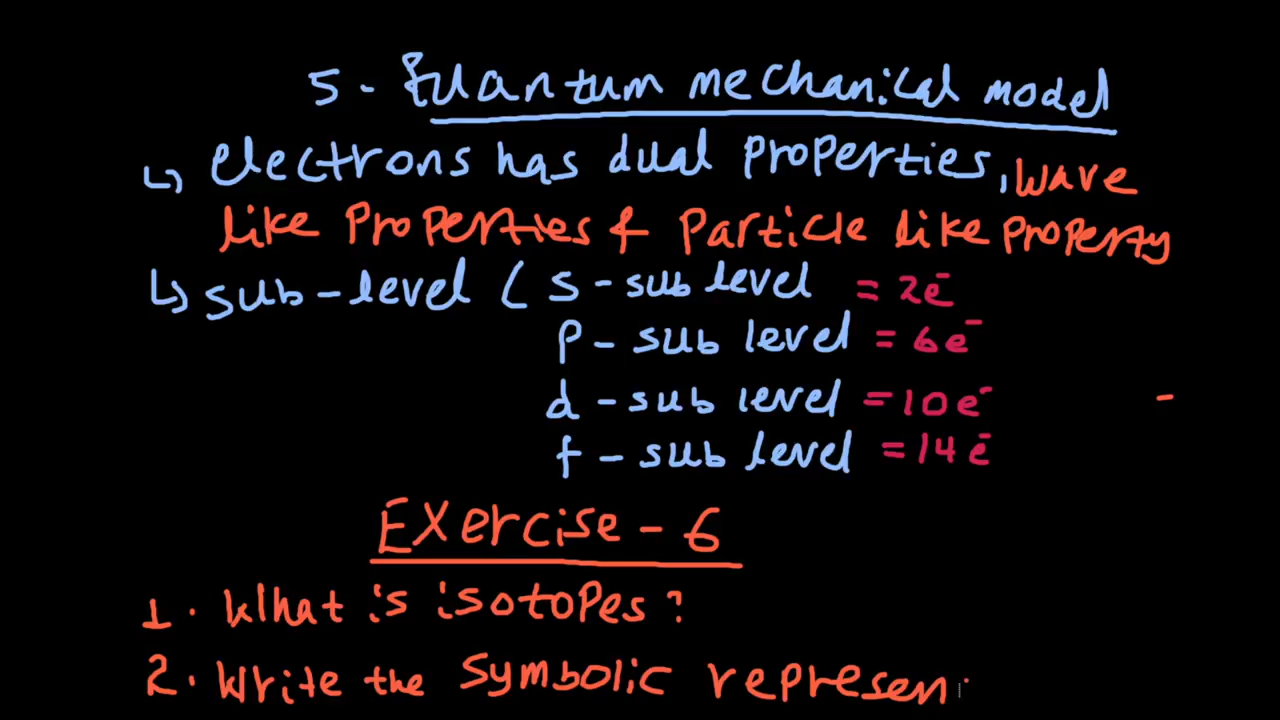 5 - Quantum mechanical model
↳ electrons has dual properties, wave
like Properties & Particle like property
↳ sub-level ( s - sub level = 2e⁻
p - sub level = 6e⁻
d - sub level = 10e⁻
f - sub level = 14e⁻
Exercise - 6
1. What is isotopes?
2. Write the symbolic represen